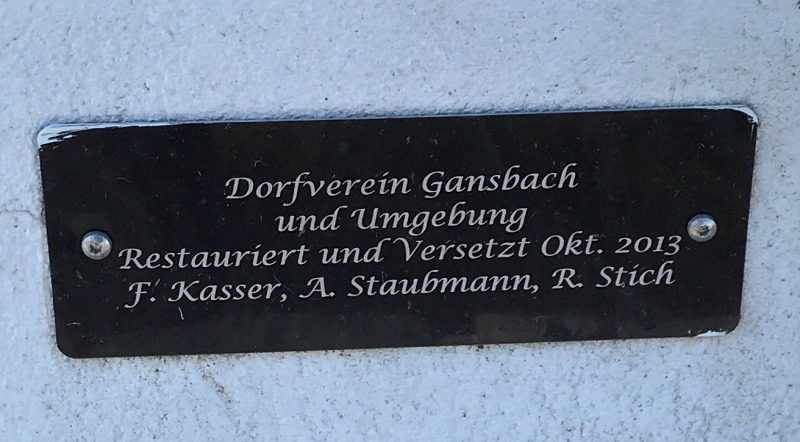 Dorfverein Gansbach
und Umgebung
Restauriert und Versetzt Okt. 2013
F. Kasser, A. Staubmann, R. Stich